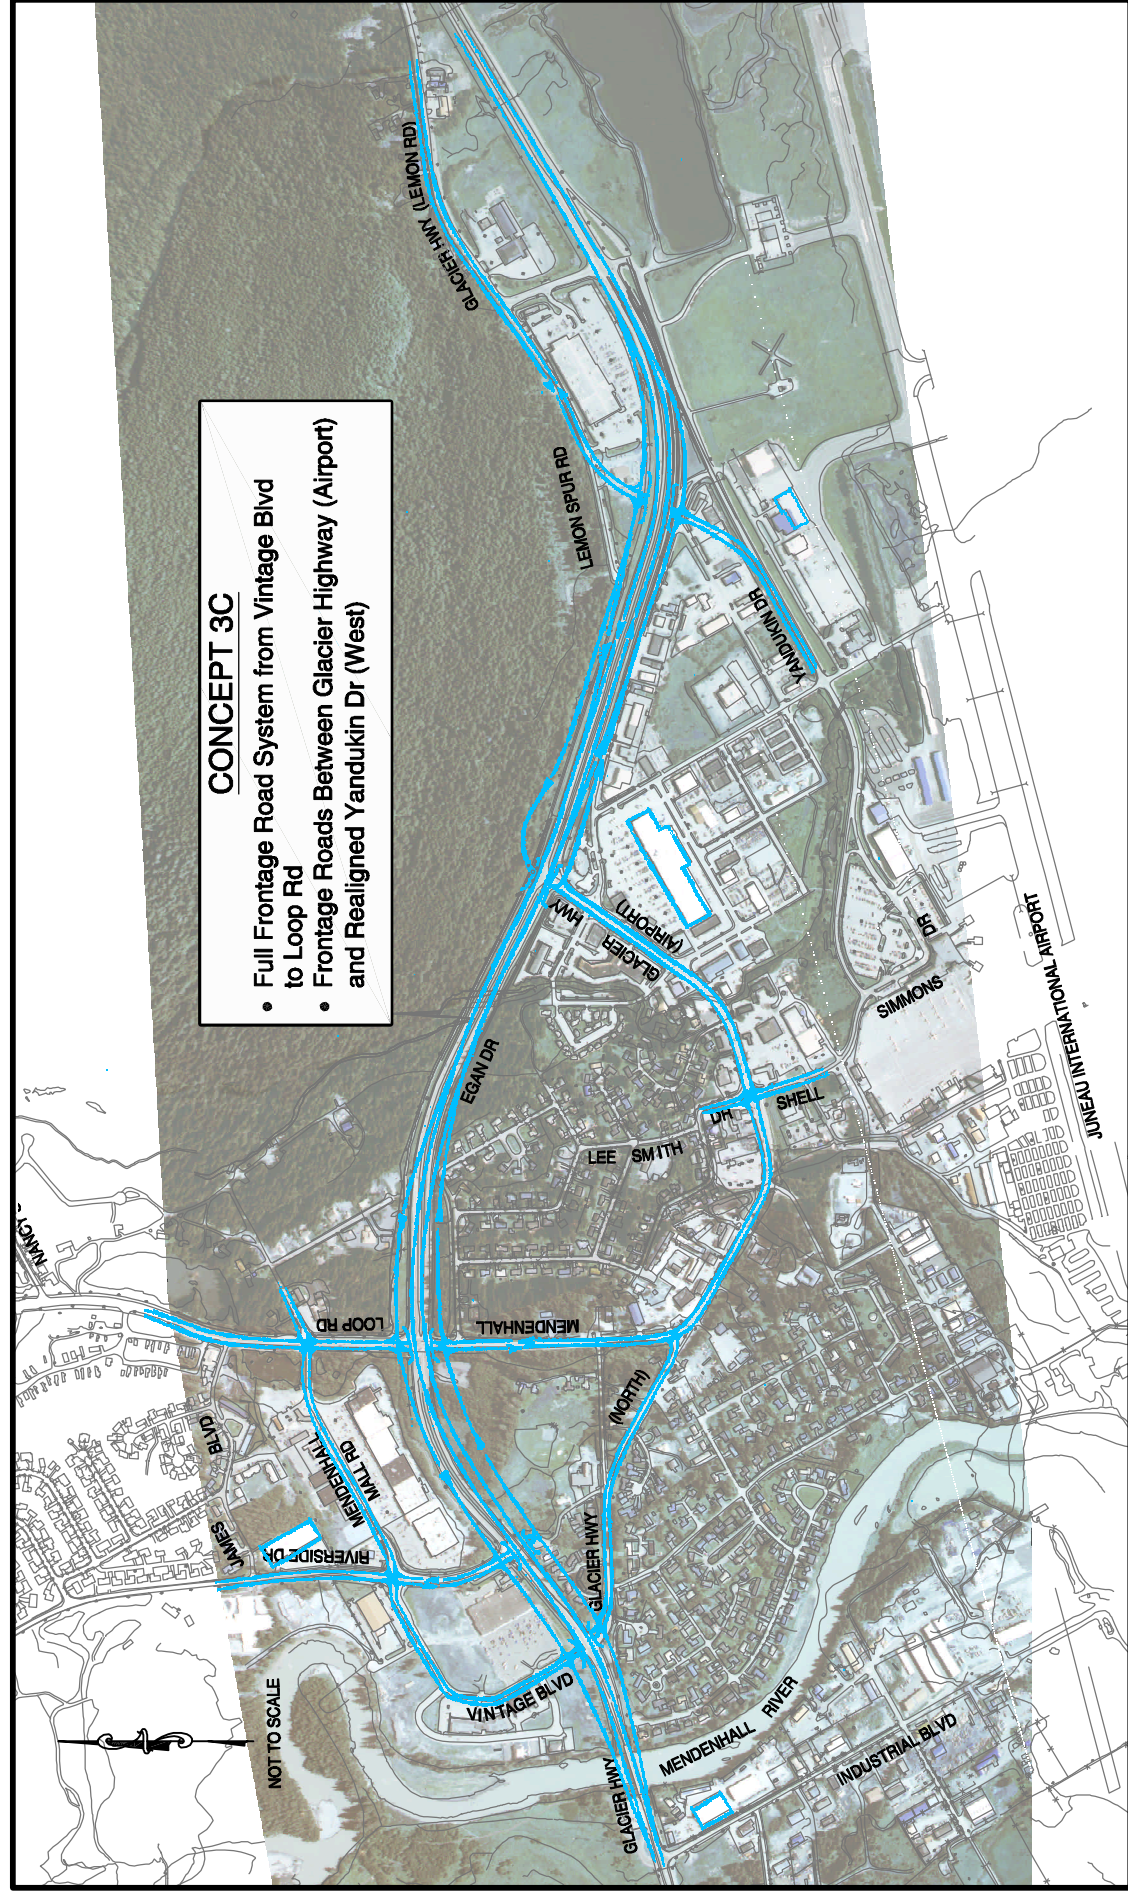 CONCEPT 3C
• Full Frontage Road System from Vintage Blvd
to Loop Rd
• Frontage Roads Between Glacier Highway (Airport)
and Realigned Yandukin Dr (West)
NOT TO SCALE
JAMES
BLVD
RIVERSIDE DR
MENDENHALL
MALL RD
LOOP RD
MENDENHALL
VINTAGE BLVD
GLACIER HWY
GLACIER HWY
(NORTH)
MENDENHALL RIVER
INDUSTRIAL BLVD
EGAN DR
LEE SMITH
DR
SHELL
SIMMONS
DR
GLACIER
HWY
(AIRPORT)
LEMON SPUR RD
GLACIER HWY (LEMON RD)
YANDUKIN DR
JUNEAU INTERNATIONAL AIRPORT
NANCY